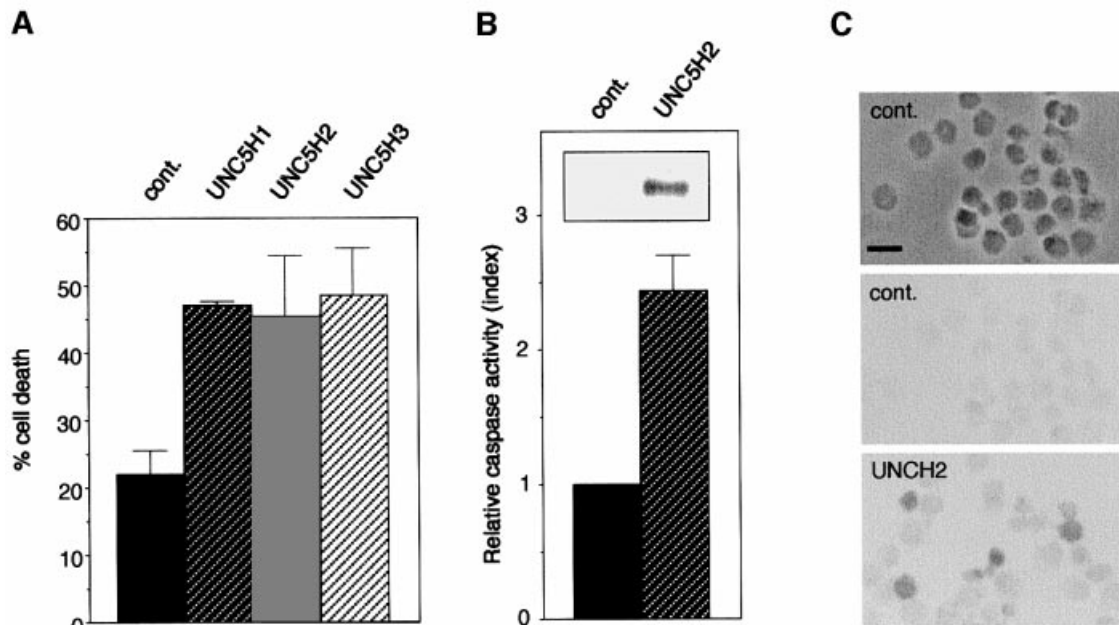 A
B
C
cont.
UNC5H1
UNC5H2
UNC5H3
60
50
40
30
20
10
0
% cell death
cont.
UNC5H2
3
2
1
0
Relative caspase activity (index)
cont.
cont.
UNCH2